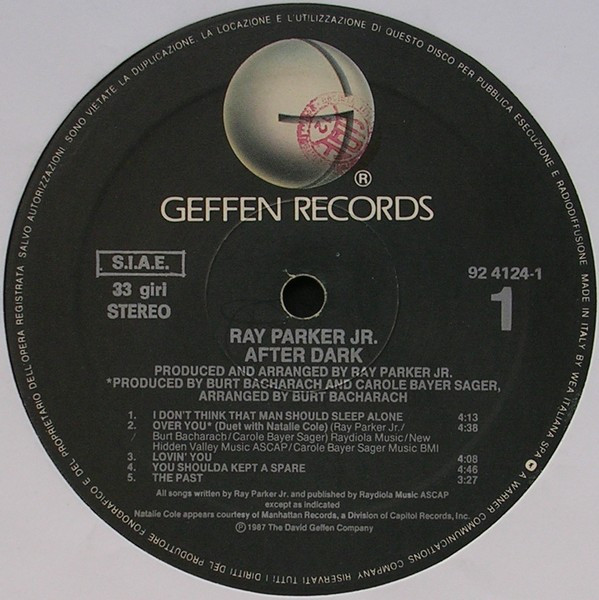 SONO VIETATE LA DUPLICAZIONE, LA LOCAZIONE E L'UTILIZZAZIONE DI QUESTO DISCO PER PUBBLICA ESECUZIONE E RADIODIFFUSIONE MADE IN ITALY BY WEA ITALIANA SPA A WARNER COMMUNICATIONS COMPANY RISERVATI TUTTI I DIRITTI DEL PRODUTTORE FONOGRAFICO E DEL PROPRIETARIO DELL'OPERA REGISTRATA SALVO AUTORIZZAZIONI.
®
GEFFEN RECORDS
S.I.A.E.
33 giri
STEREO
92 4124-1
1
RAY PARKER JR.
AFTER DARK
PRODUCED AND ARRANGED BY RAY PARKER JR.
*PRODUCED BY BURT BACHARACH AND CAROLE BAYER SAGER,
ARRANGED BY BURT BACHARACH
1. I DON'T THINK THAT MAN SHOULD SLEEP ALONE 4:13
2. OVER YOU* (Duet with Natalie Cole) (Ray Parker Jr./ 4:38
/ Burt Bacharach/Carole Bayer Sager) Raydiola Music/New
Hidden Valley Music ASCAP/Carole Bayer Sager Music BMI
3. LOVIN' YOU 4:08
4. YOU SHOULDA KEPT A SPARE 4:46
5. THE PAST 3:27
All songs written by Ray Parker Jr. and published by Raydiola Music ASCAP
except as indicated
Natalie Cole appears courtesy of Manhattan Records, a Division of Capitol Records, Inc.
℗©1987 The David Geffen Company